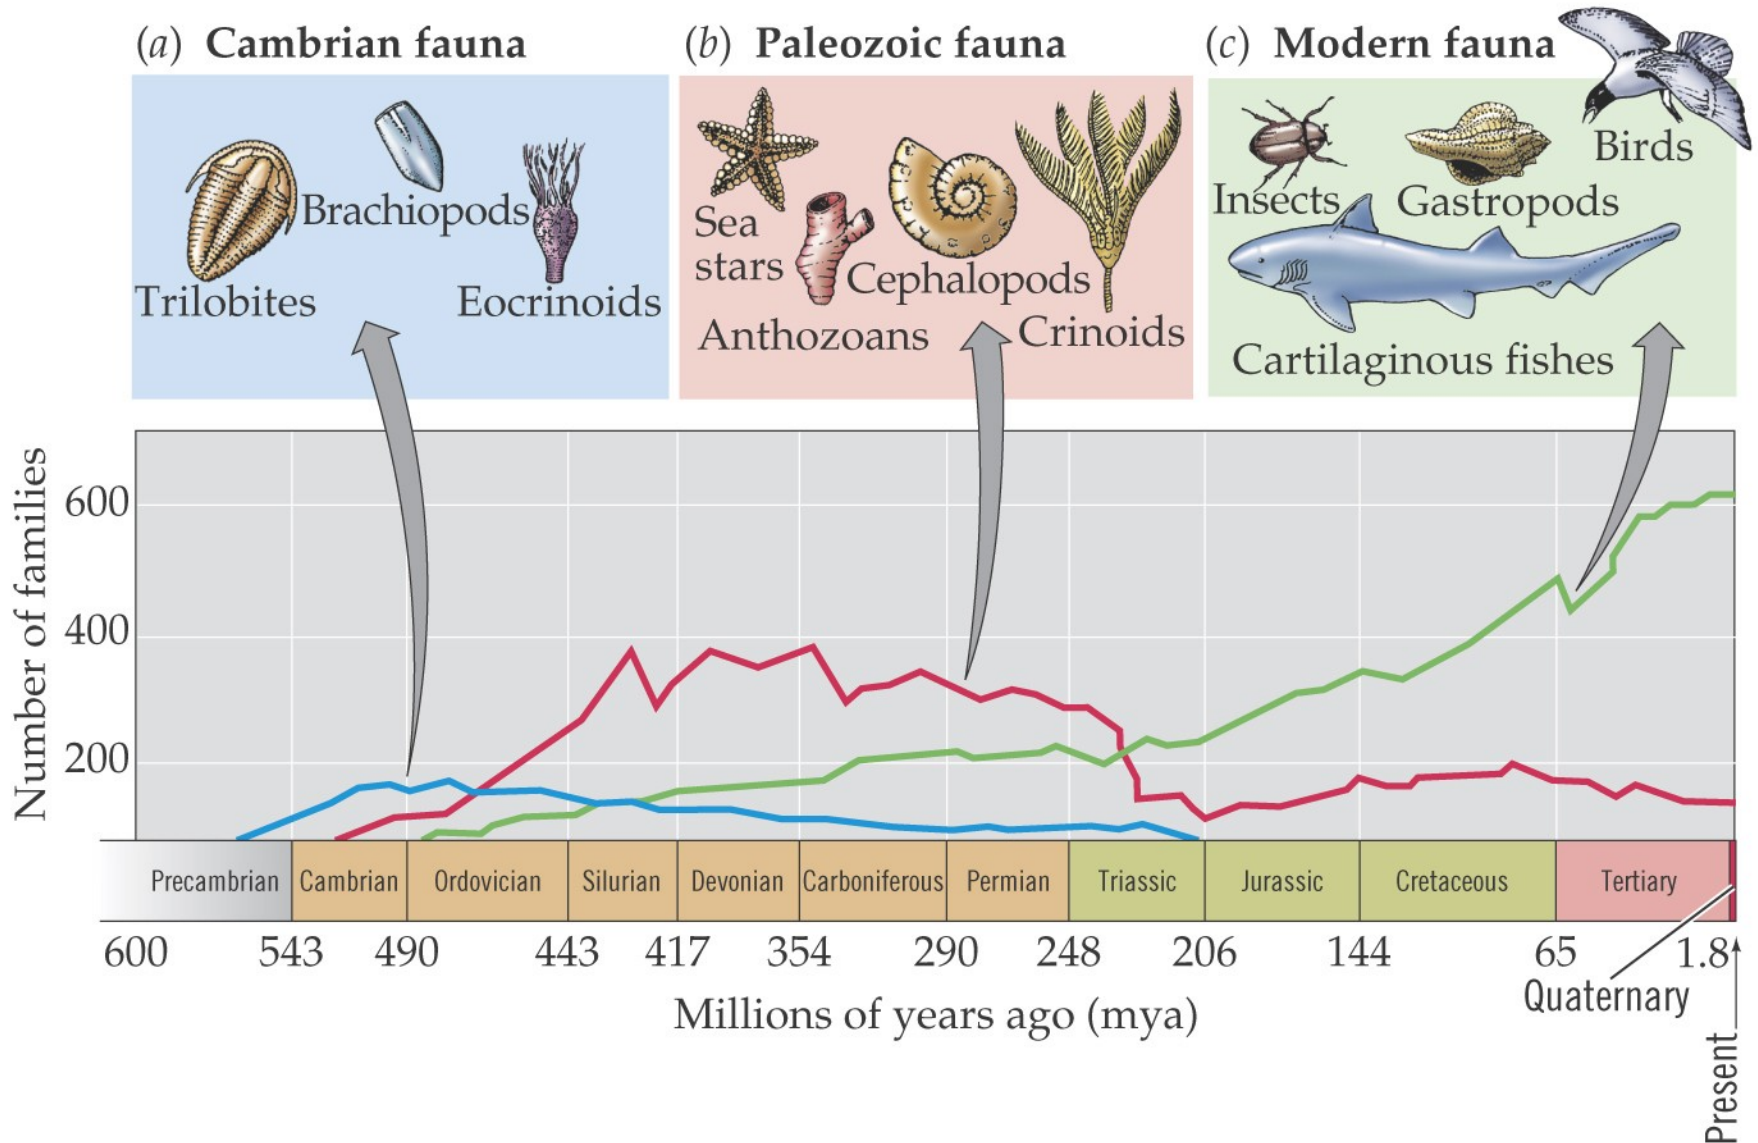 (a) Cambrian fauna
Trilobites
Brachiopods
Eocrinoids
(b) Paleozoic fauna
Sea
stars
Anthozoans
Cephalopods
Crinoids
(c) Modern fauna
Insects
Gastropods
Birds
Cartilaginous fishes
Number of families
600
400
200
Precambrian Cambrian Ordovician Silurian Devonian Carboniferous Permian Triassic Jurassic Cretaceous Tertiary
600 543 490 443 417 354 290 248 206 144 65 1.8
Quaternary
Present
Millions of years ago (mya)